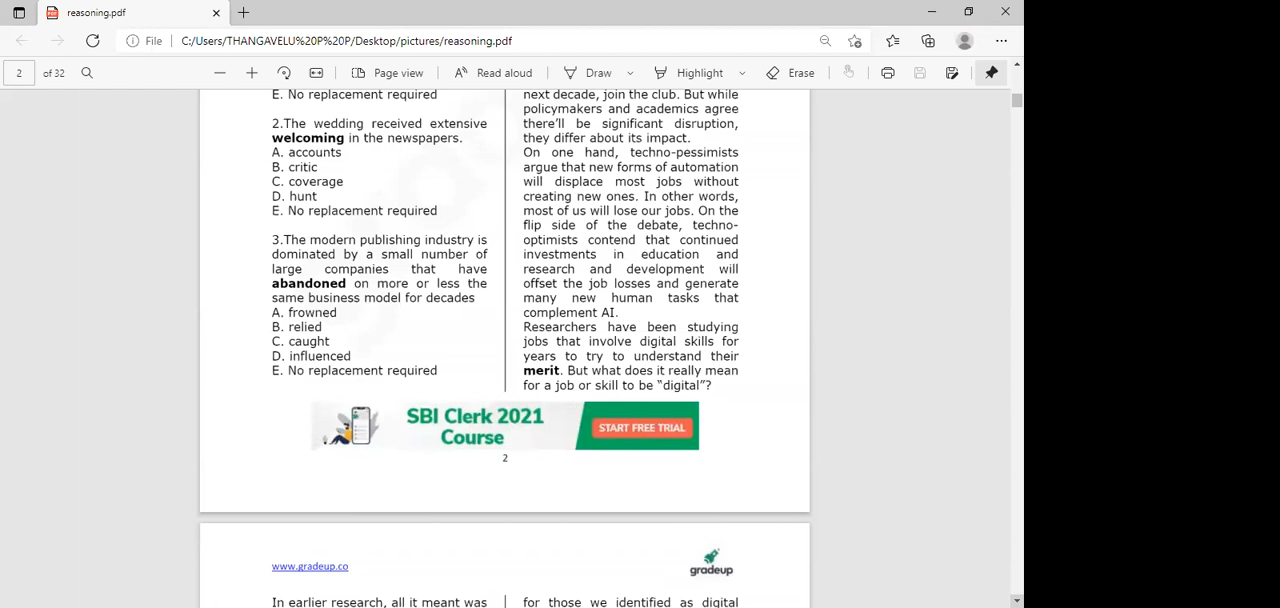 reasoning.pdf
File
C:/Users/THANGAVELU%20P%20P/Desktop/pictures/reasoning.pdf
2
of 32
Page view
Read aloud
Draw
Highlight
Erase
E. No replacement required
2.The wedding received extensive
welcoming in the newspapers.
A. accounts
B. critic
C. coverage
D. hunt
E. No replacement required
3.The modern publishing industry is
dominated by a small number of
large companies that have
abandoned on more or less the
same business model for decades
A. frowned
B. relied
C. caught
D. influenced
E. No replacement required
next decade, join the club. But while
policymakers and academics agree
there’ll be significant disruption,
they differ about its impact.
On one hand, techno-pessimists
argue that new forms of automation
will displace most jobs without
creating new ones. In other words,
most of us will lose our jobs. On the
flip side of the debate, techno-
optimists contend that continued
investments in education and
research and development will
offset the job losses and generate
many new human tasks that
complement AI.
Researchers have been studying
jobs that involve digital skills for
years to try to understand their
merit. But what does it really mean
for a job or skill to be “digital”?
SBI Clerk 2021
Course
START FREE TRIAL
2
www.gradeup.co
gradeup
In earlier research, all it meant was
for those we identified as digital